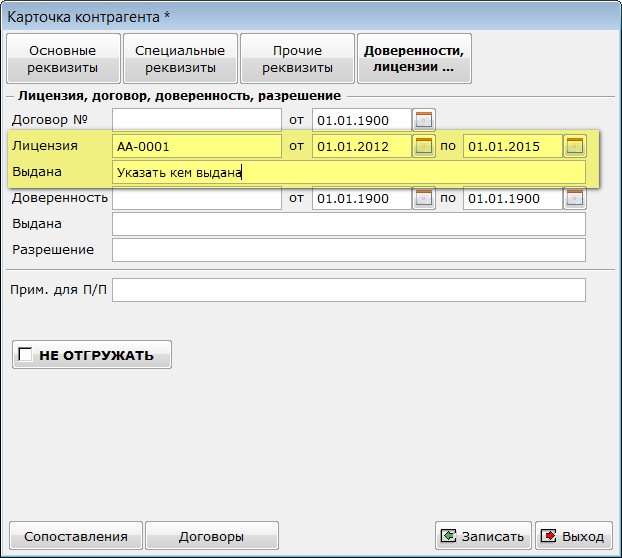 Карточка контрагента *
Основные реквизиты
Специальные реквизиты
Прочие реквизиты
Доверенности, лицензии ...
Лицензия, договор, доверенность, разрешение
Договор № от 01.01.1900
Лицензия АА-0001 от 01.01.2012 по 01.01.2015
Выдана Указать кем выдана
Доверенность от 01.01.1900 по 01.01.1900
Выдана
Разрешение
Прим. для П/П
НЕ ОТГРУЖАТЬ
Сопоставления Договоры Записать Выход